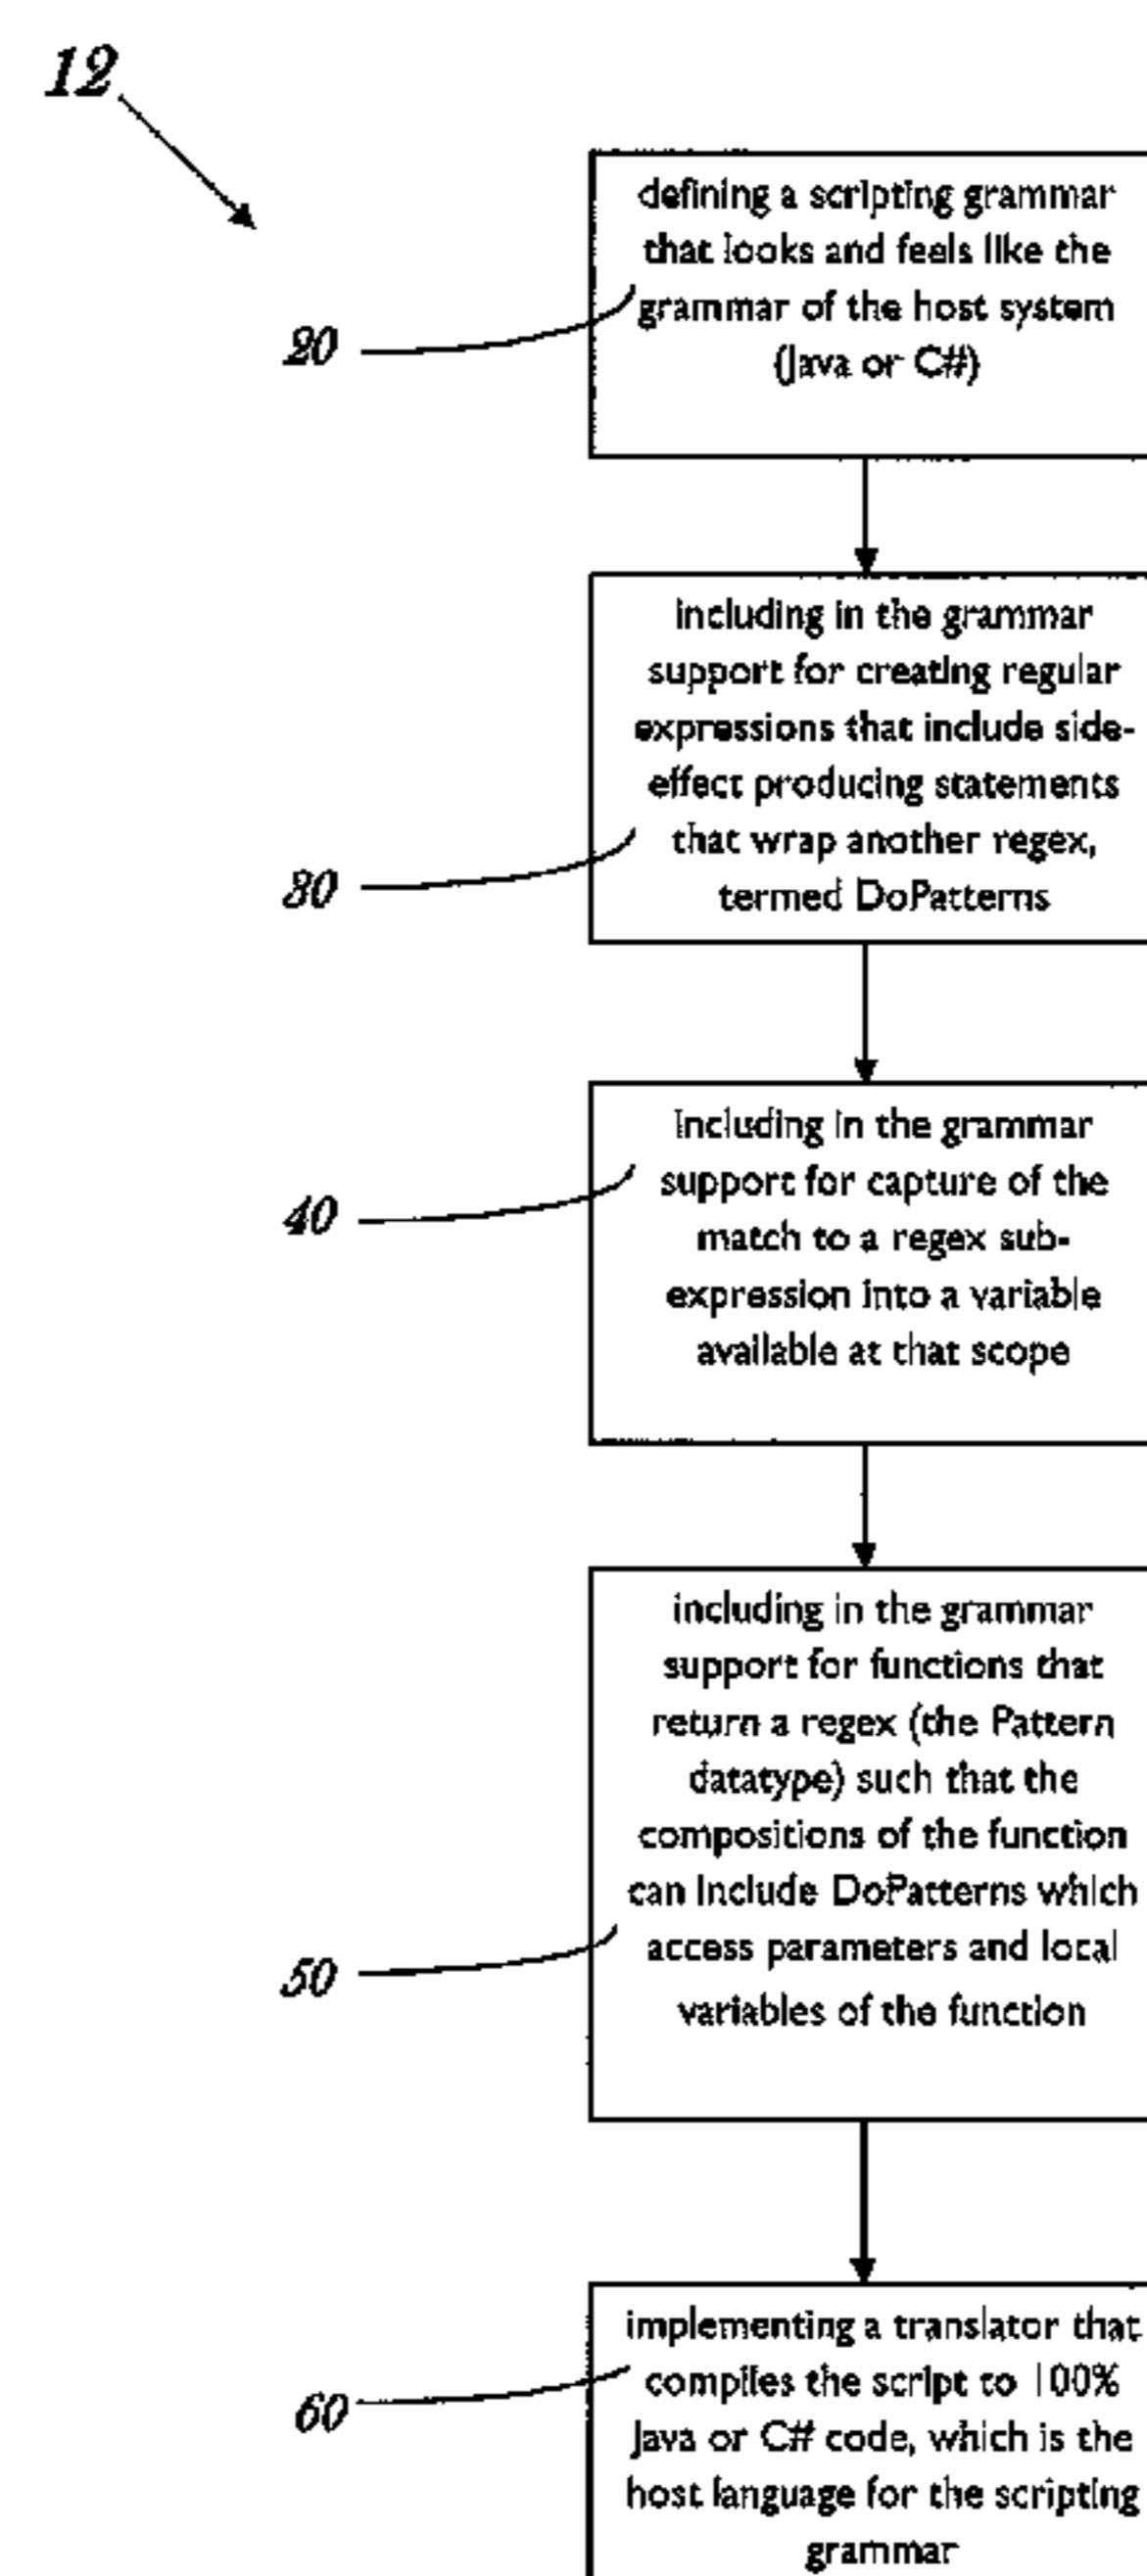 12
defining a scripting grammar
that looks and feels like the
grammar of the host system
(Java or C#)
20
including in the grammar
support for creating regular
expressions that include side-
effect producing statements
that wrap another regex,
termed DoPatterns
30
Including in the grammar
support for capture of the
match to a regex sub-
expression into a variable
available at that scope
40
including in the grammar
support for functions that
return a regex (the Pattern
datatype) such that the
compositions of the function
can include DoPatterns which
access parameters and local
variables of the function
50
implementing a translator that
compiles the script to 100%
Java or C# code, which is the
host language for the scripting
grammar
60